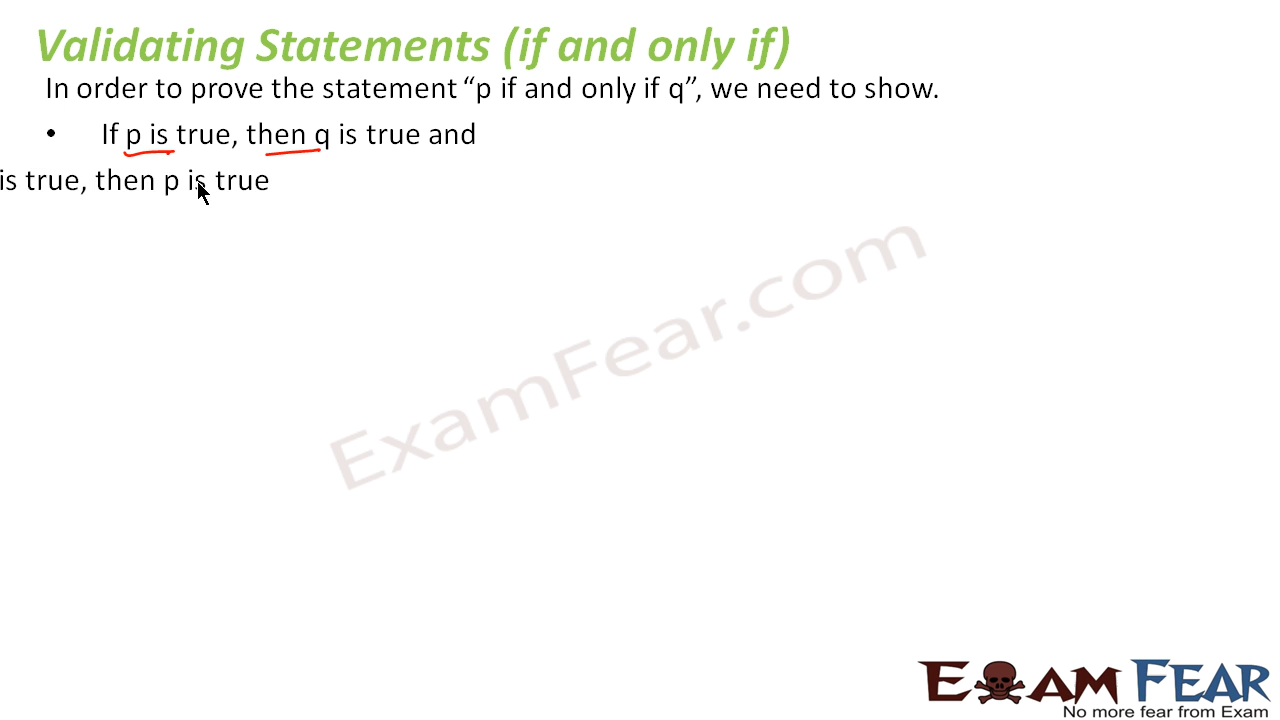 Validating Statements (if and only if)
In order to prove the statement “p if and only if q”, we need to show.
• If p is true, then q is true and
is true, then p is true
ExamFear.com
EXAM FEAR
No more fear from Exam